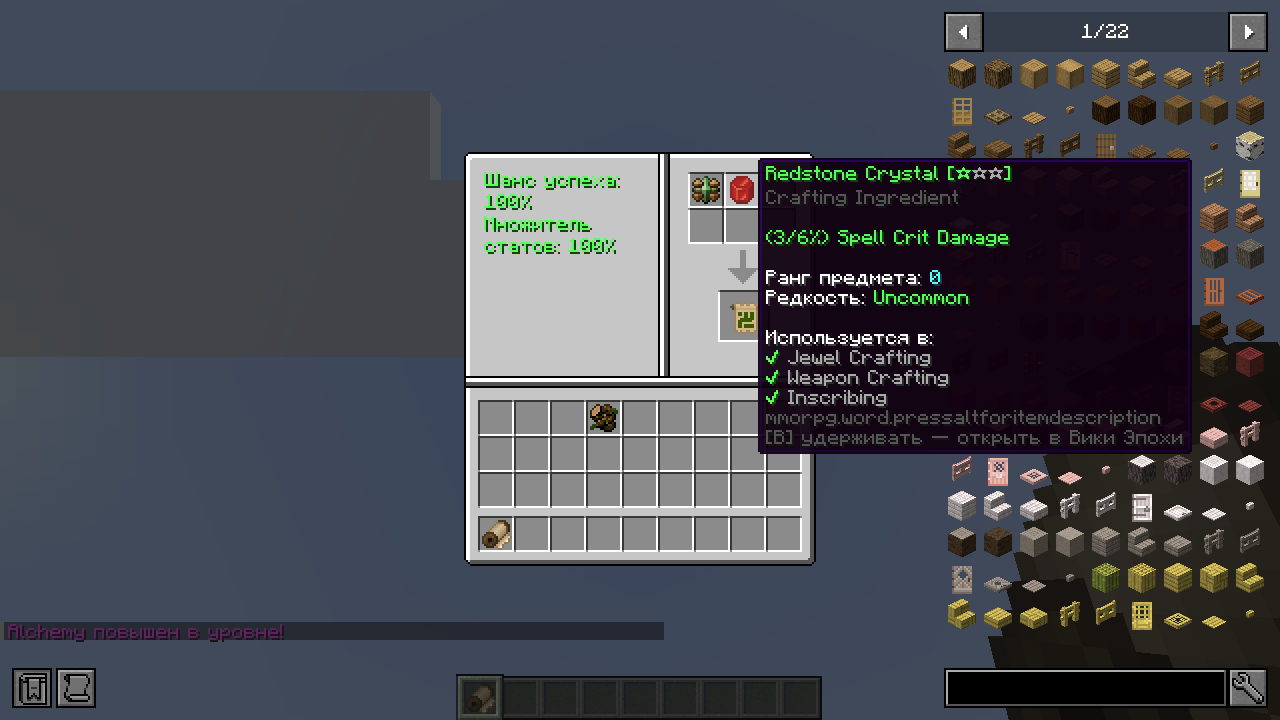 1/22
Шанс успеха:
100%
Множитель
статов: 100%
Redstone Crystal [★☆☆]
Crafting Ingredient
(3/6%) Spell Crit Damage
Ранг предмета: 0
Редкость: Uncommon
Используется в:
✓ Jewel Crafting
✓ Weapon Crafting
✓ Inscribing
mmorpg.word.pressaltforitemdescription
[B] удерживать — открыть в Вики Эпохи
Alchemy повышен в уровне!